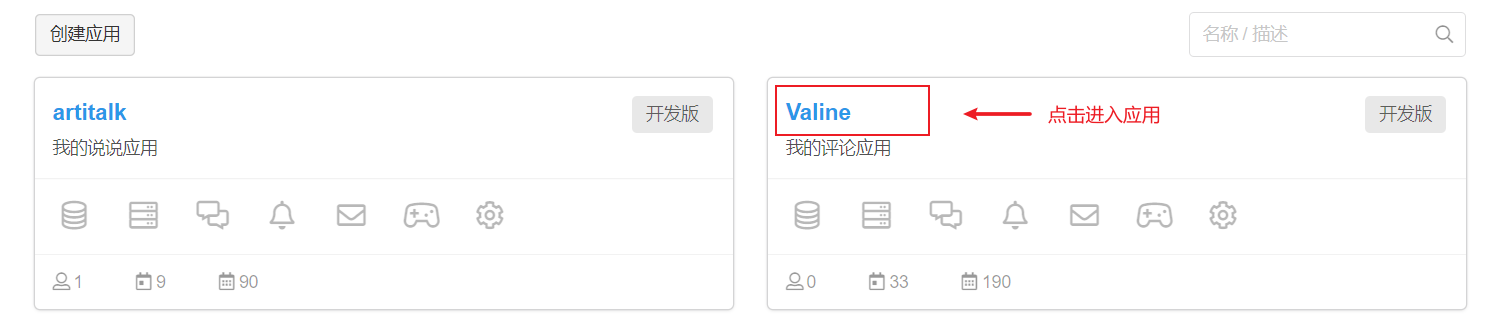 创建应用
名称 / 描述
artitalk
开发版
我的说说应用
1
9
90
Valine
点击进入应用
开发版
我的评论应用
0
33
190